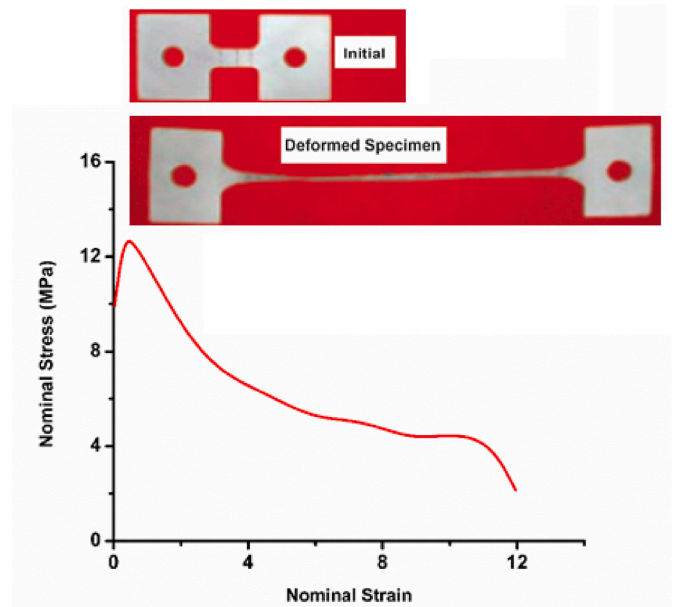 Initial
Deformed Specimen
16
12
8
4
0
Nominal Stress (MPa)
0 4 8 12
Nominal Strain